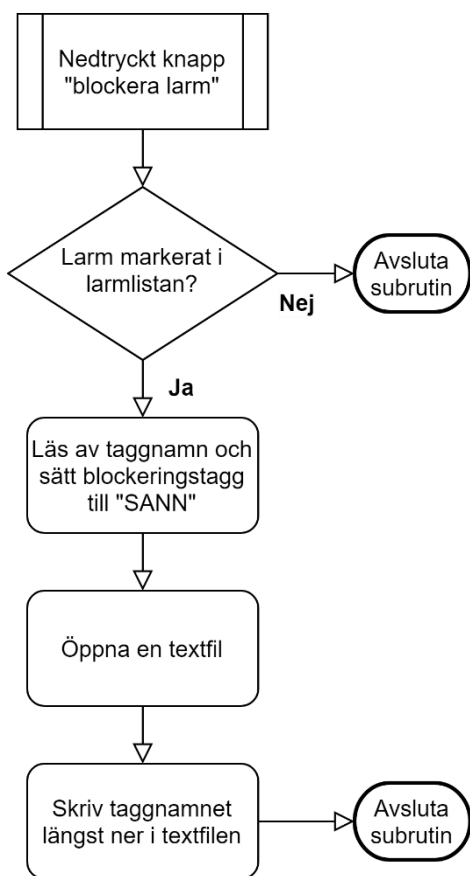 Nedtryckt knapp
"blockera larm"
Larm markerat i
larmlistan?
Avsluta
subrutin
Nej
Ja
Läs av taggnamn och
sätt blockeringstagg
till "SANN"
Öppna en textfil
Skriv taggnamnet
längst ner i textfilen
Avsluta
subrutin